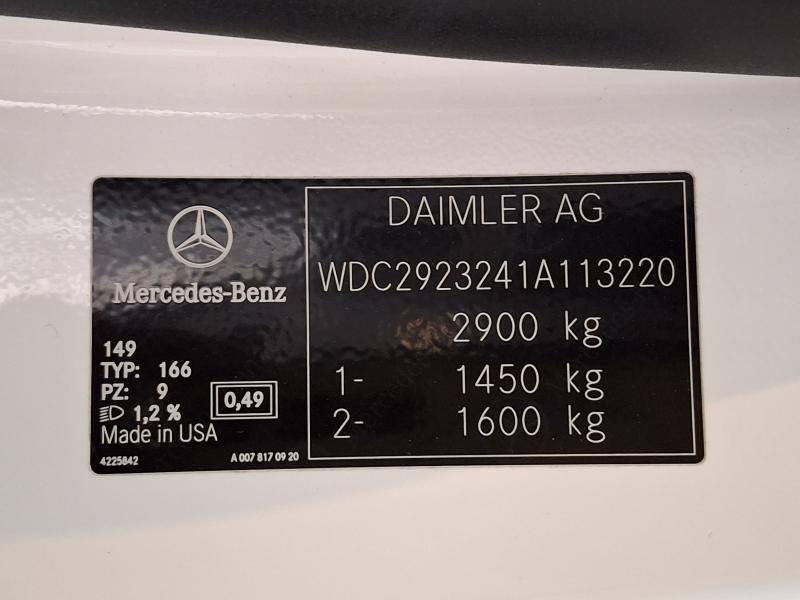 Mercedes-Benz
149
TYP: 166
PZ: 9
1,2 %
0,49
Made in USA
4225842
A 007 817 09 20
DAIMLER AG
WDC2923241A113220
2900 kg
1- 1450 kg
2- 1600 kg